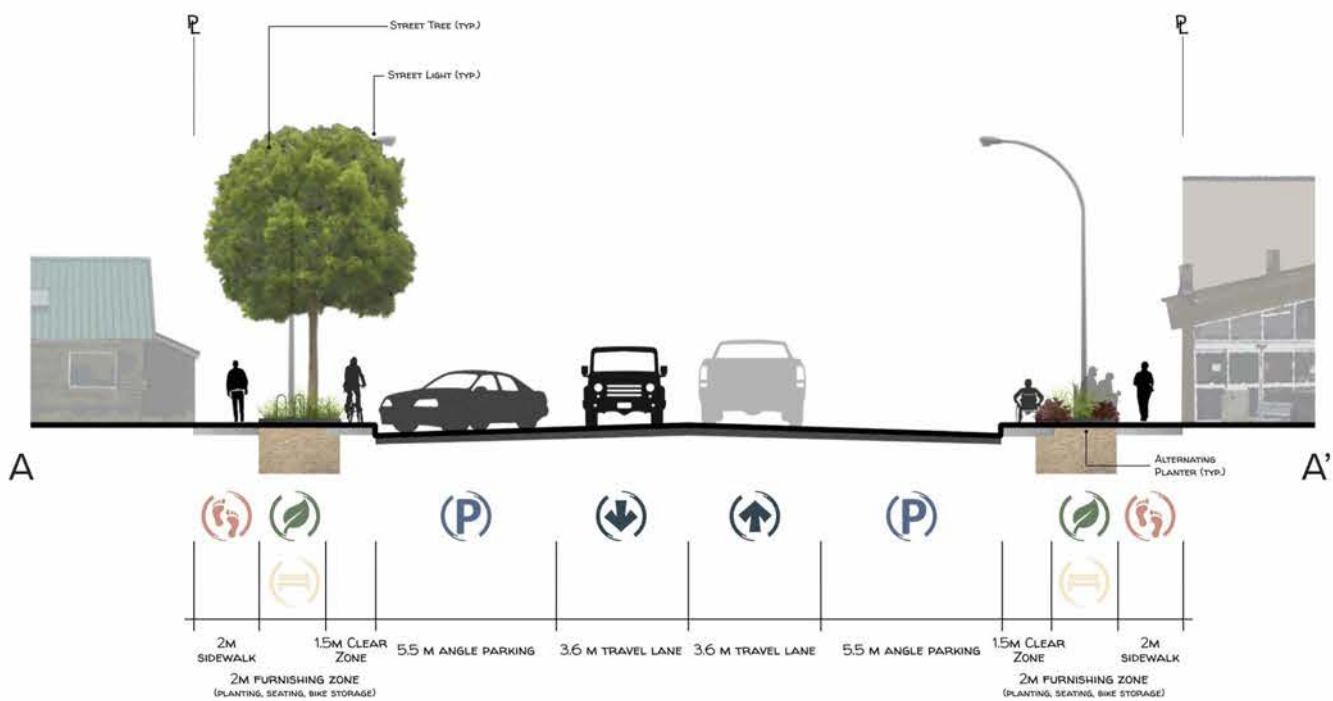 PL
PL
STREET TREE (TYP.)
STREET LIGHT (TYP.)
A
A'
ALTERNATING
PLANTER (TYP.)
P
P
2M
SIDEWALK
2M FURNISHING ZONE
(PLANTING, SEATING, BIKE STORAGE)
1.5M CLEAR
ZONE
5.5 M ANGLE PARKING
3.6 M TRAVEL LANE
3.6 M TRAVEL LANE
5.5 M ANGLE PARKING
1.5M CLEAR
ZONE
2M FURNISHING ZONE
(PLANTING, SEATING, BIKE STORAGE)
2M
SIDEWALK